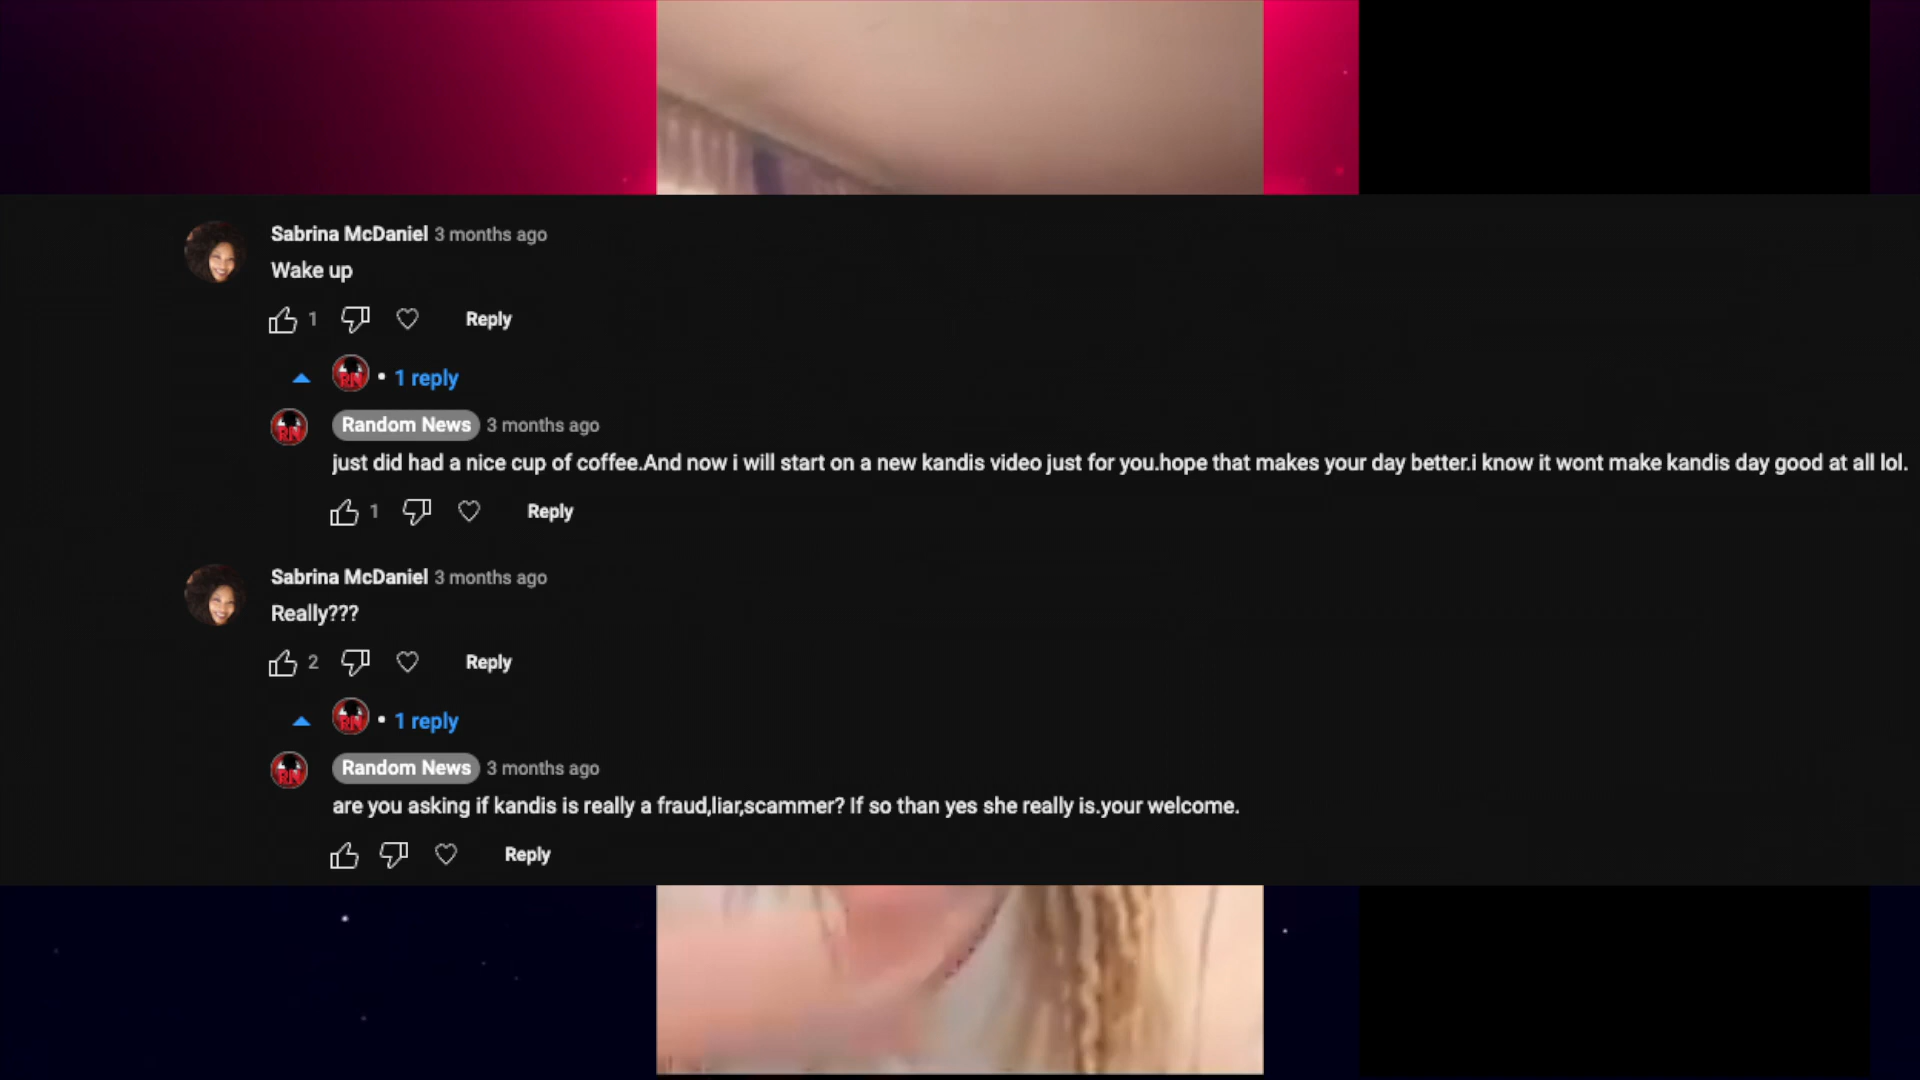 Sabrina McDaniel 3 months ago
Wake up
1 Reply
RN • 1 reply
RN Random News 3 months ago
just did had a nice cup of coffee.And now i will start on a new kandis video just for you.hope that makes your day better.i know it wont make kandis day good at all lol.
1 Reply
Sabrina McDaniel 3 months ago
Really???
2 Reply
RN • 1 reply
RN Random News 3 months ago
are you asking if kandis is really a fraud,liar,scammer? If so than yes she really is.your welcome.
Reply